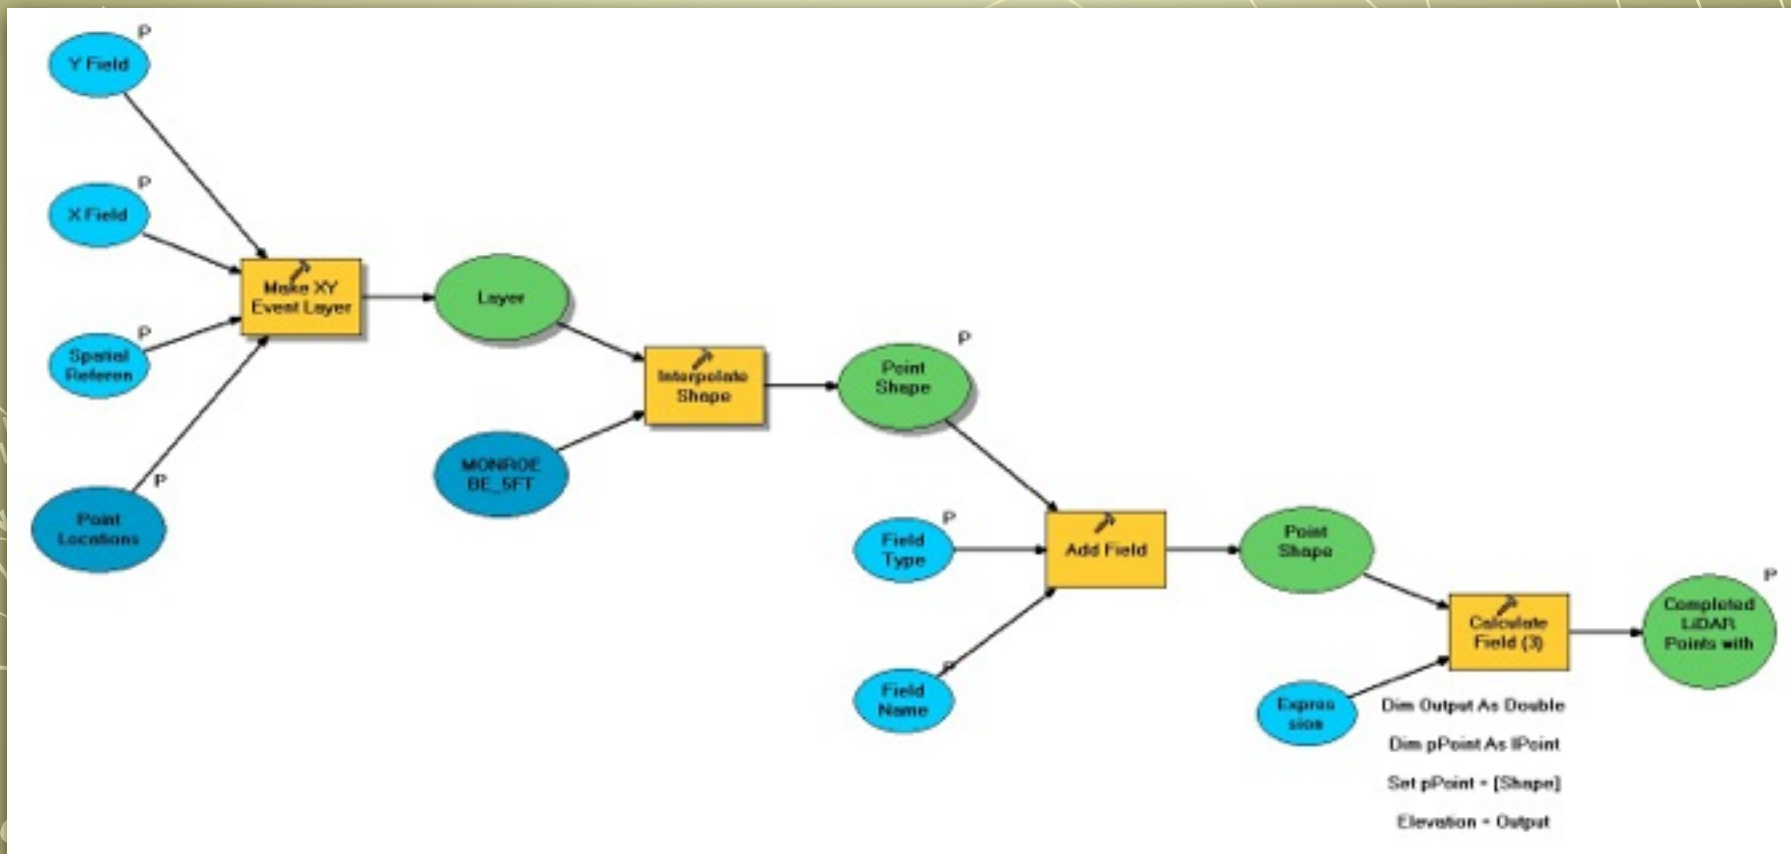 P
Y Field
P
X Field
Make XY
Event Layer
P
Spatial
Referen
P
Point
Locations
Layer
Interpolate
Shape
MONROE
BE_5FT
P
Point
Shape
P
Field
Type
Add Field
P
Field
Name
Point
Shape
Calculate
Field (3)
Expres
sion
P
Completed
LiDAR
Points with
Dim Output As Double
Dim pPoint As IPoint
Set pPoint = [Shape]
Elevation = Output